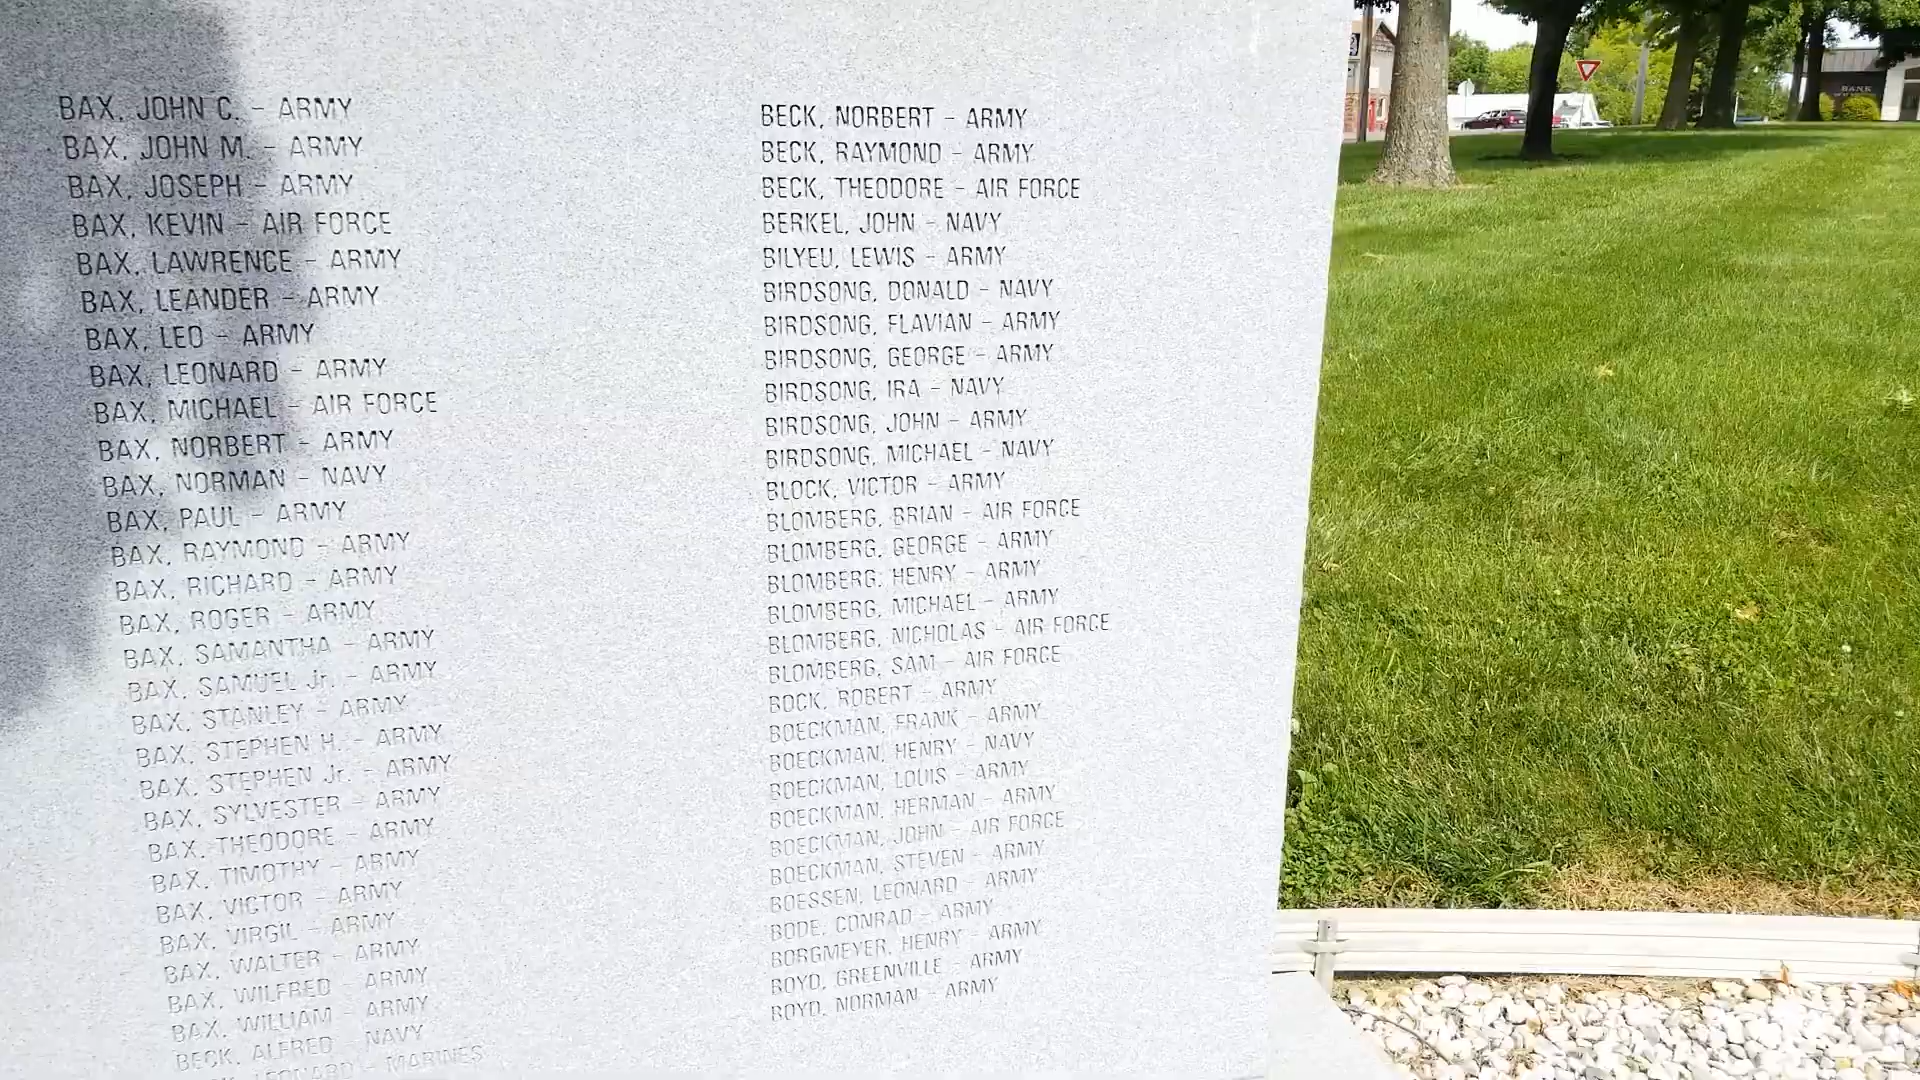 BAX, JOHN C. - ARMY
BAX, JOHN M. - ARMY
BAX, JOSEPH - ARMY
BAX, KEVIN - AIR FORCE
BAX, LAWRENCE - ARMY
BAX, LEANDER - ARMY
BAX, LEO - ARMY
BAX, LEONARD - ARMY
BAX, MICHAEL - AIR FORCE
BAX, NORBERT - ARMY
BAX, NORMAN - NAVY
BAX, PAUL - ARMY
BAX, RAYMOND - ARMY
BAX, RICHARD - ARMY
BAX, ROGER - ARMY
BAX, SAMANTHA - ARMY
BAX, SAMUEL Jr. - ARMY
BAX, STANLEY - ARMY
BAX, STEPHEN H. - ARMY
BAX, STEPHEN Jr. - ARMY
BAX, SYLVESTER - ARMY
BAX, THEODORE - ARMY
BAX, TIMOTHY - ARMY
BAX, VICTOR - ARMY
BAX, VIRGIL - ARMY
BAX, WALTER - ARMY
BAX, WILFRED - ARMY
BAX, WILLIAM - ARMY
BECK, ALFRED - NAVY
LEONARD - MARINES
BECK, NORBERT - ARMY
BECK, RAYMOND - ARMY
BECK, THEODORE - AIR FORCE
BERKEL, JOHN - NAVY
BILYEU, LEWIS - ARMY
BIRDSONG, DONALD - NAVY
BIRDSONG, FLAVIAN - ARMY
BIRDSONG, GEORGE - ARMY
BIRDSONG, IRA - NAVY
BIRDSONG, JOHN - ARMY
BIRDSONG, MICHAEL - NAVY
BLOCK, VICTOR - ARMY
BLOMBERG, BRIAN - AIR FORCE
BLOMBERG, GEORGE - ARMY
BLOMBERG, HENRY - ARMY
BLOMBERG, MICHAEL - ARMY
BLOMBERG, NICHOLAS - AIR FORCE
BLOMBERG, SAM - AIR FORCE
BOCK, ROBERT - ARMY
BOECKMAN, FRANK - ARMY
BOECKMAN, HENRY - NAVY
BOECKMAN, LOUIS - ARMY
BOECKMAN, HERMAN - ARMY
BOECKMAN, JOHN - AIR FORCE
BOECKMAN, STEVEN - ARMY
BOESSEN, LEONARD - ARMY
BODE, CONRAD - ARMY
BORGMEYER, HENRY - ARMY
BOYD, GREENVILLE - ARMY
BOYD, NORMAN - ARMY
BANK